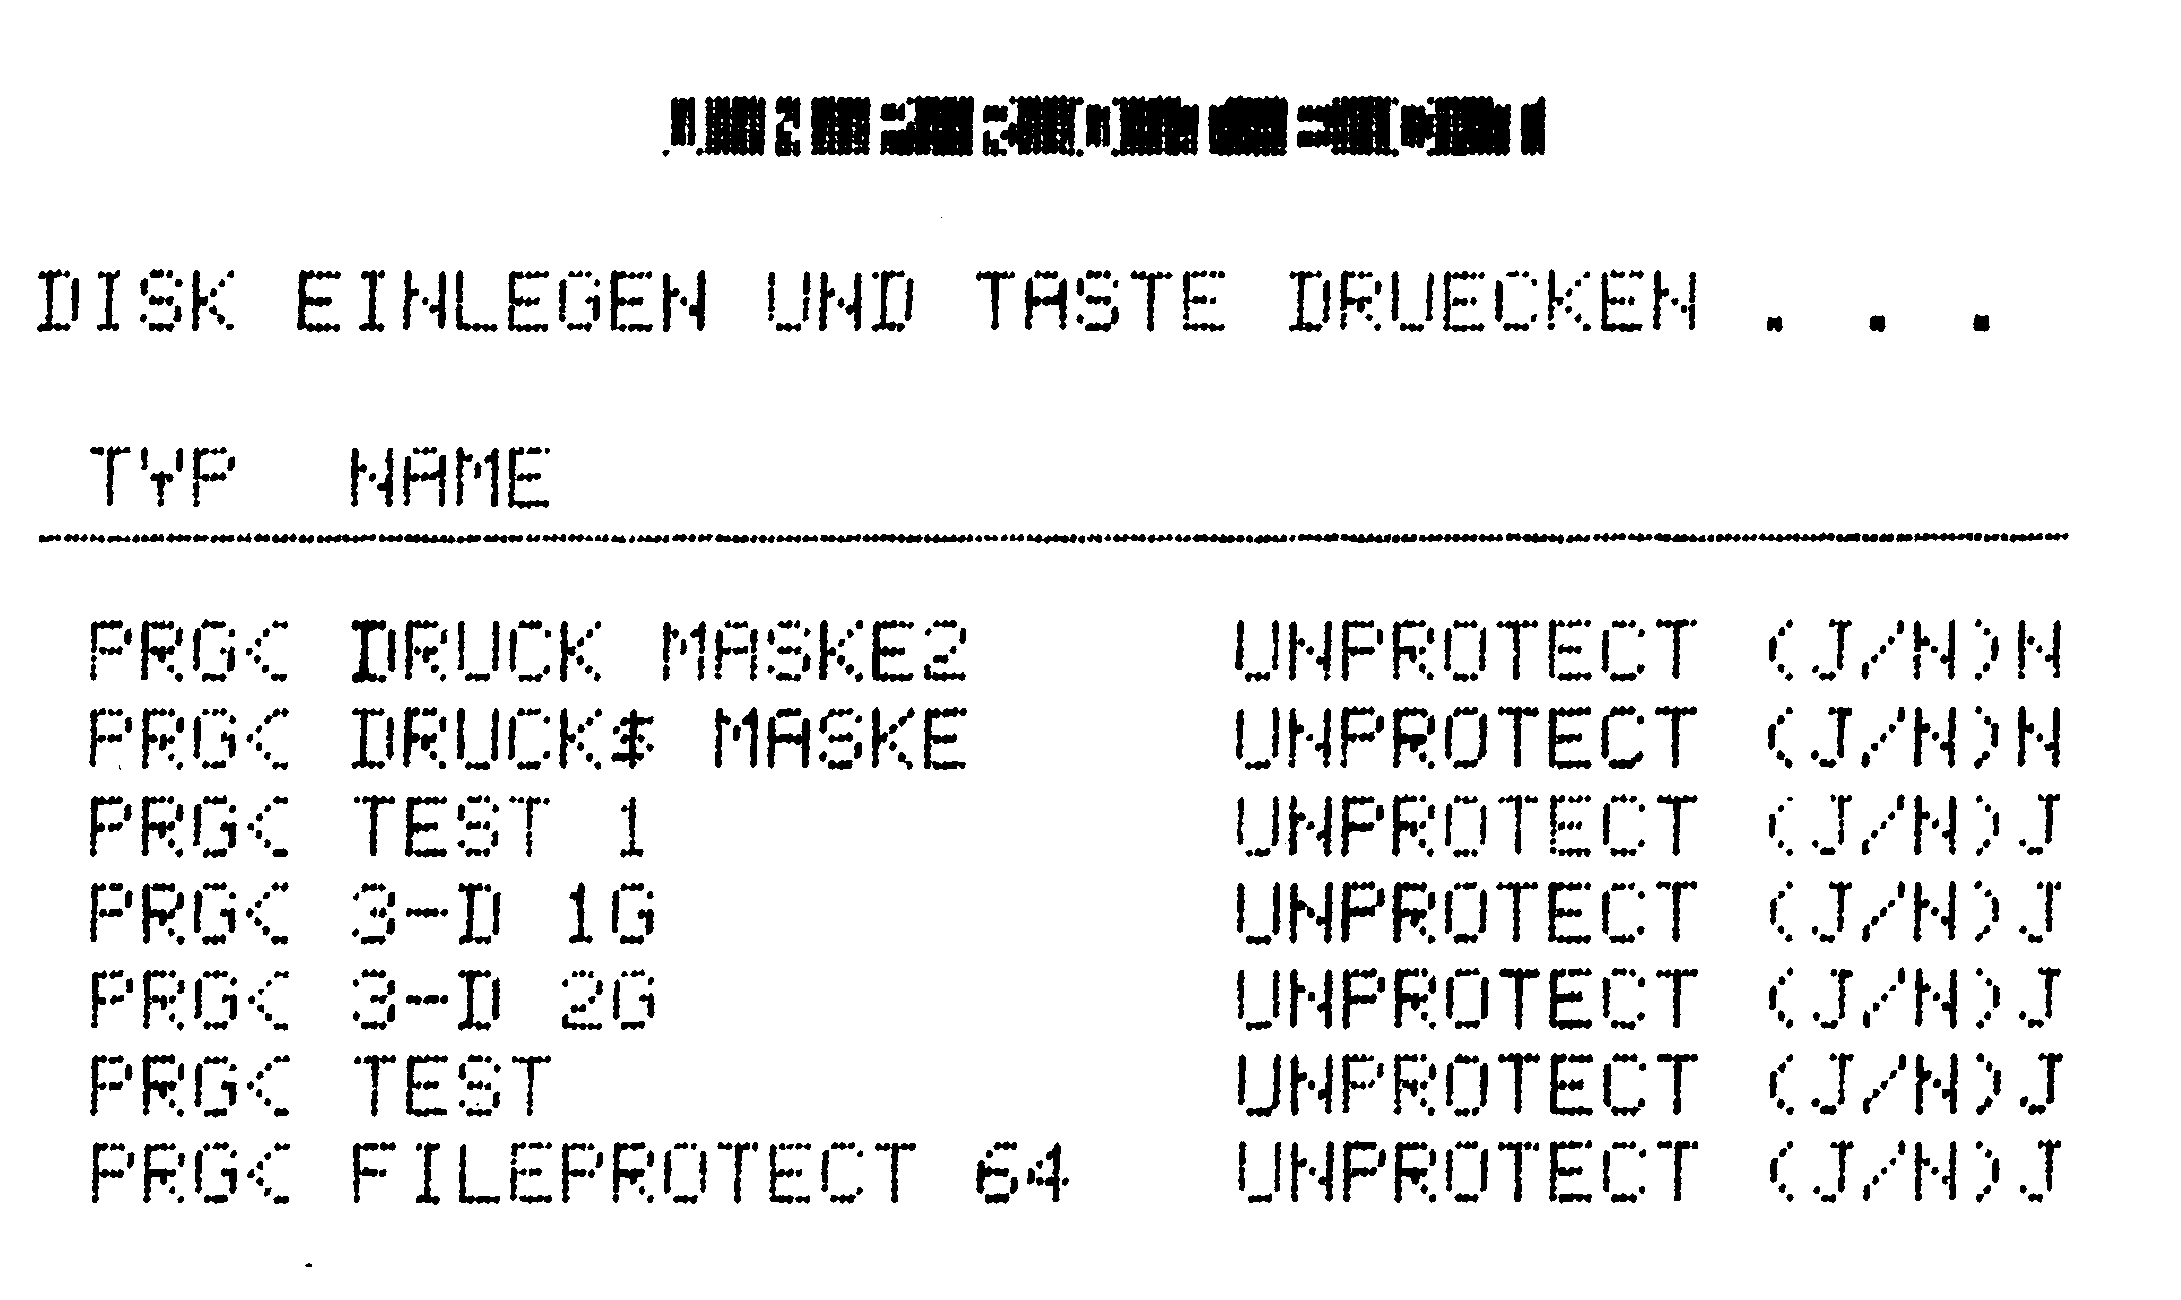 DISK EINLEGEN UND TASTE DRUECKEN . . .
TYP NAME
PRG< DRUCK MASKE2 UNPROTECT (J/N)N
PRG< DRUCK$ MASKE UNPROTECT (J/N)N
PRG< TEST 1 UNPROTECT (J/N)J
PRG< 3-D 1G UNPROTECT (J/N)J
PRG< 3-D 2G UNPROTECT (J/N)J
PRG< TEST UNPROTECT (J/N)J
PRG< FILEPROTECT 64 UNPROTECT (J/N)J